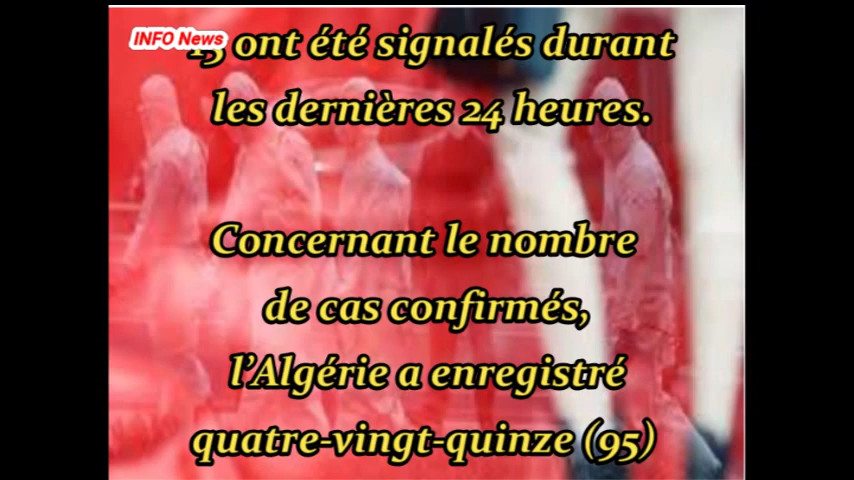 INFO News
ont été signalés durant
les dernières 24 heures.
Concernant le nombre
de cas confirmés,
l'Algérie a enregistré
quatre-vingt-quinze (95)